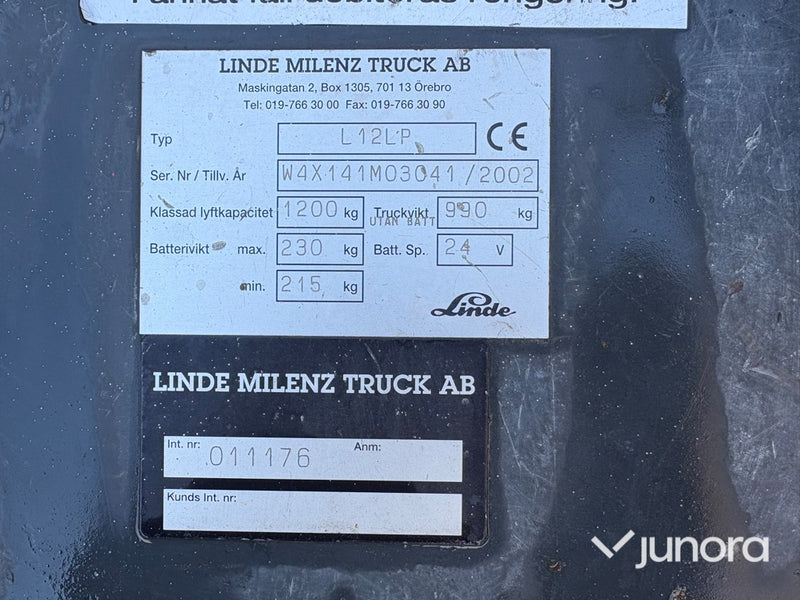 LINDE MILENZ TRUCK AB
Maskingatan 2, Box 1305, 701 13 Örebro
Tel: 019-766 30 00 Fax: 019-766 30 90
Typ L12LP CE
Ser. Nr / Tillv. År W4X141M03041/2002
Klassad lyftkapacitet 1200 kg Truckvikt 990 kg
UTAN BATT
Batterivikt max. 230 kg Batt. Sp. 24 V
min. 215 kg
Linde
LINDE MILENZ TRUCK AB
Int. nr: 011176 Anm:
Kunds Int. nr:
junora